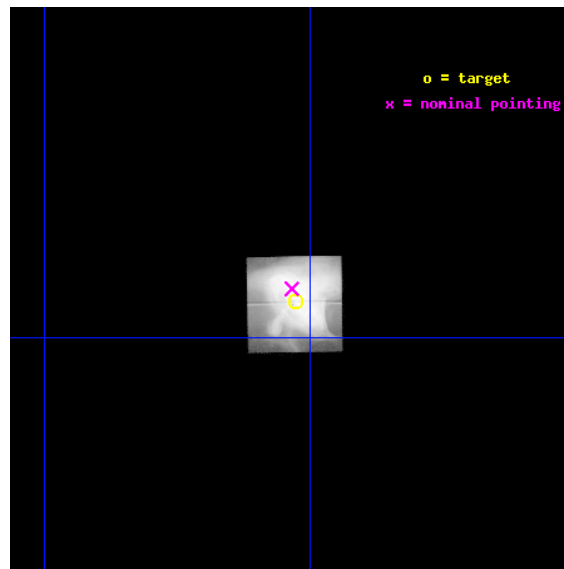 o = target
x = nominal pointing